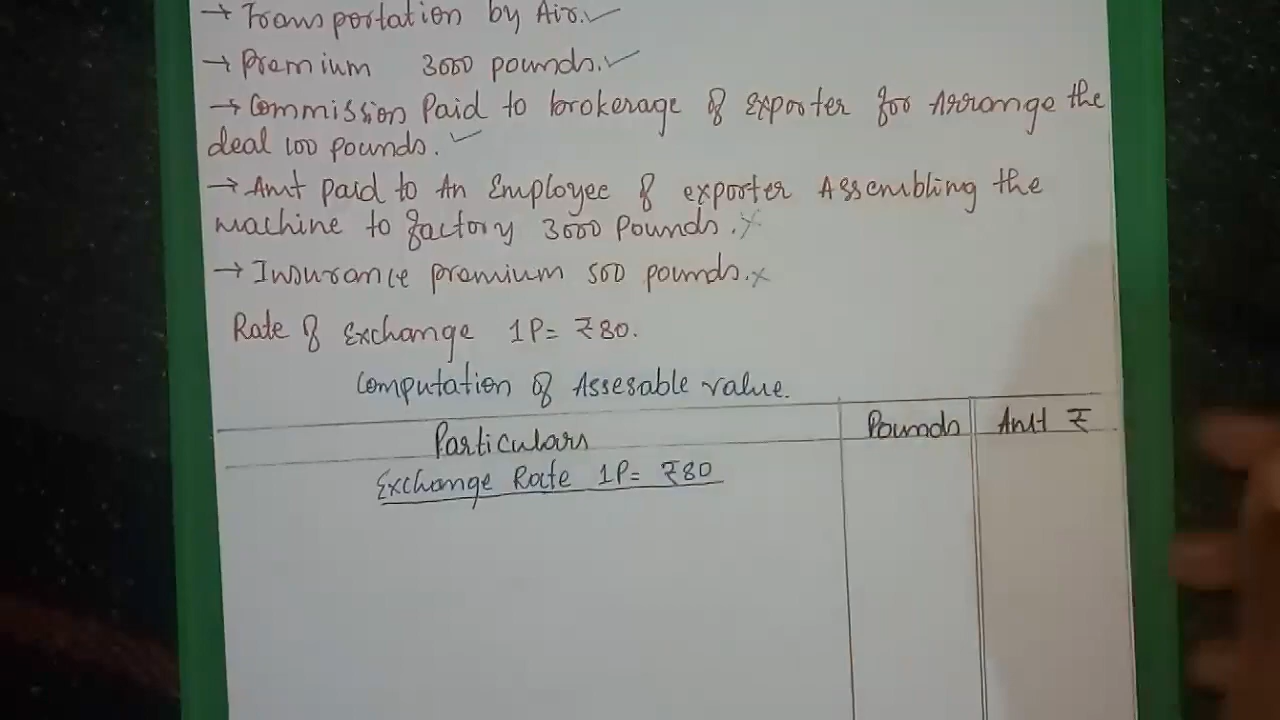 → Transportation by Air. ✓
→ Premium 3000 pounds. ✓
→ Commission Paid to brokerage of Exporter for Arrange the
deal 100 pounds. ✓
→ Amt paid to An Employee of exporter Assembling the
machine to factory 3000 Pounds. ×
→ Insurance premium 500 pounds. ×
Rate of Exchange 1P= ₹80.
Computation of Assesable value.
Particulars Pounds Amt ₹
Exchange Rate 1P= ₹80